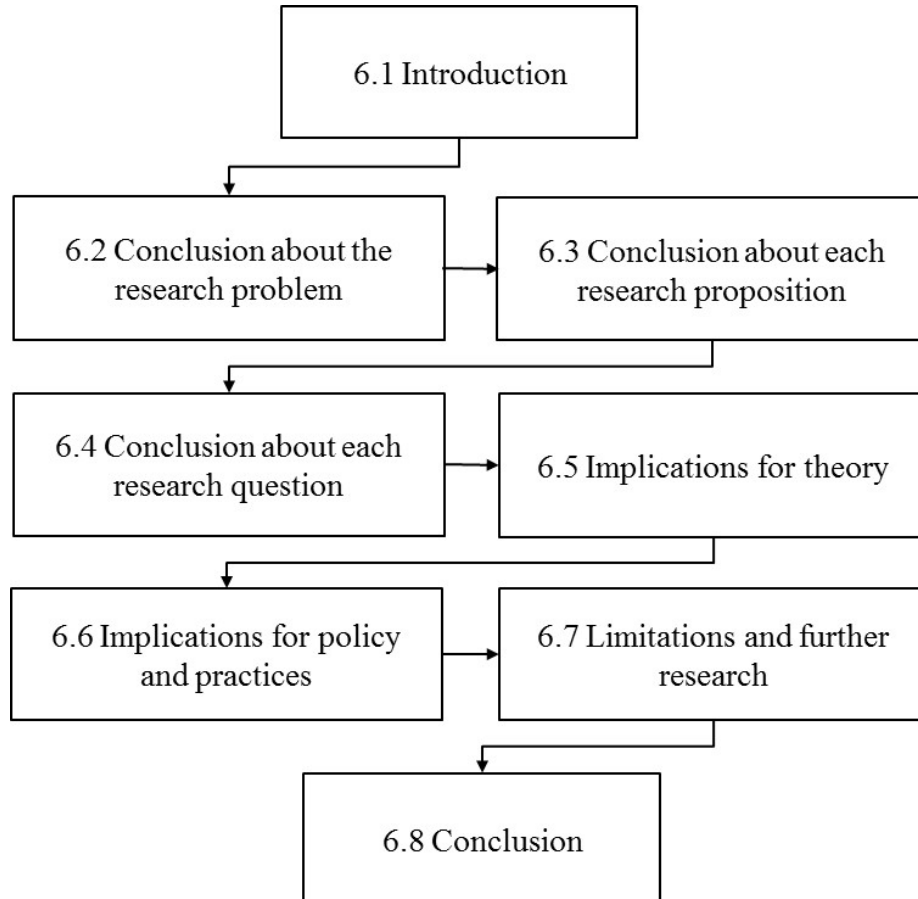 6.1 Introduction
6.2 Conclusion about the
research problem
6.3 Conclusion about each
research proposition
6.4 Conclusion about each
research question
6.5 Implications for theory
6.6 Implications for policy
and practices
6.7 Limitations and further
research
6.8 Conclusion